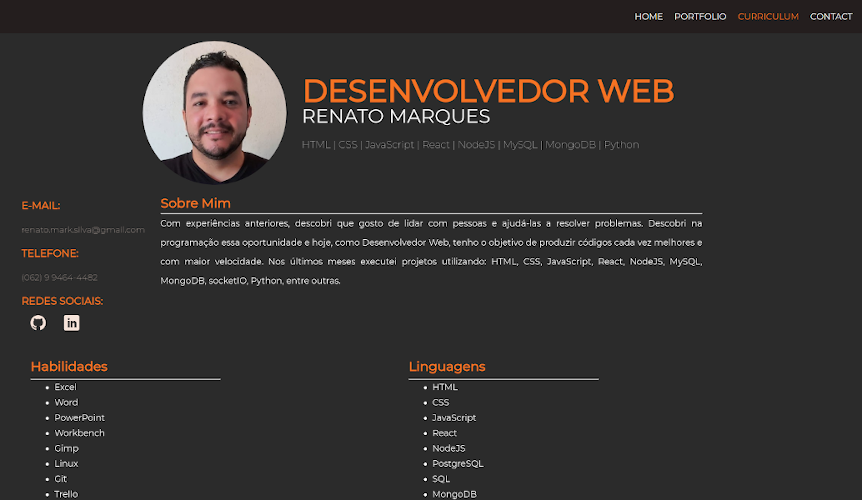 HOME PORTFOLIO CURRICULUM CONTACT
DESENVOLVEDOR WEB
RENATO MARQUES
HTML | CSS | JavaScript | React | NodeJS | MySQL | MongoDB | Python
E-MAIL:
renato.mark.silva@gmail.com
TELEFONE:
(062) 9 9464-4482
REDES SOCIAIS:
in
Sobre Mim
Com experiências anteriores, descobri que gosto de lidar com pessoas e ajudá-las a resolver problemas. Descobri na
programação essa oportunidade e hoje, como Desenvolvedor Web, tenho o objetivo de produzir códigos cada vez melhores e
com maior velocidade. Nos últimos meses executei projetos utilizando: HTML, CSS, JavaScript, React, NodeJS, MySQL,
MongoDB, socketIO, Python, entre outras.
Habilidades
• Excel
• Word
• PowerPoint
• Workbench
• Gimp
• Linux
• Git
• Trello
Linguagens
• HTML
• CSS
• JavaScript
• React
• NodeJS
• PostgreSQL
• SQL
• MongoDB